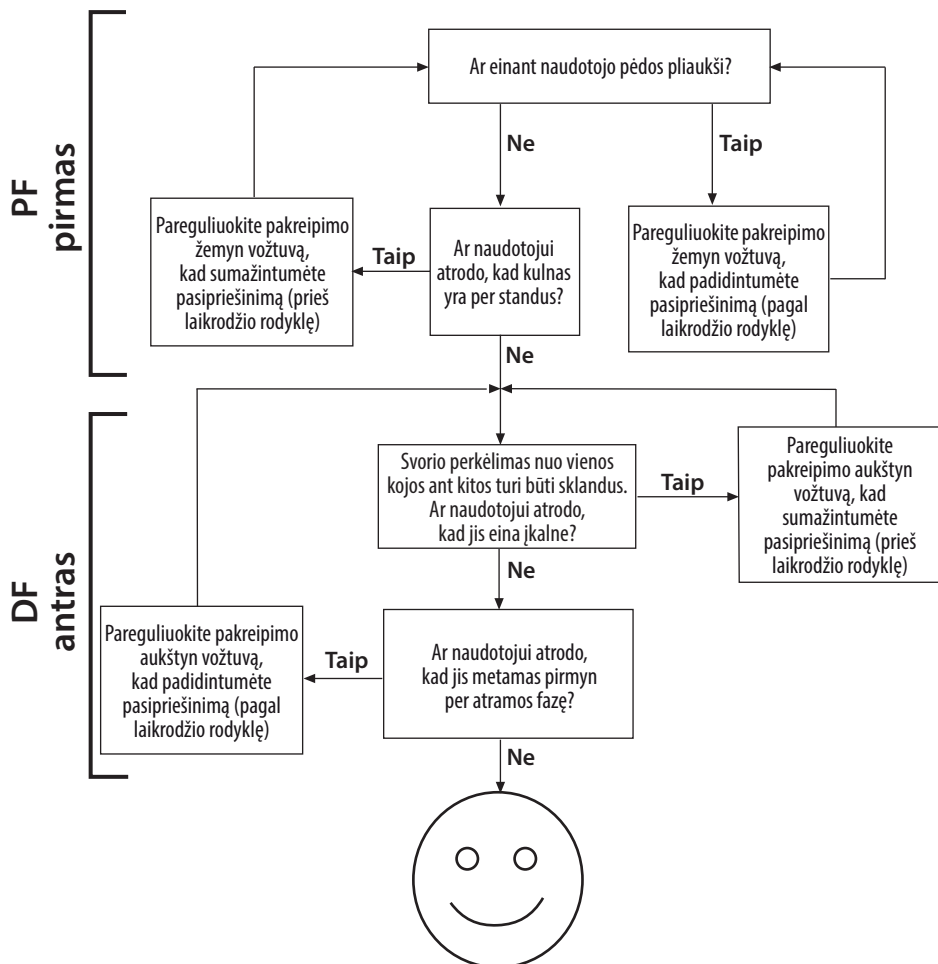 PF
pirmas
Ar einant naudotojo pėdos pliaukši?
Ne
Taip
Pareguliuokite pakreipimo
žemyn vožtuvą,
kad sumažintumėte
pasipriešinimą (prieš
laikrodžio rodyklę)
Taip
Ar naudotojui
atrodo, kad kulnas
yra per standus?
Pareguliuokite pakreipimo
žemyn vožtuvą,
kad padidintumėte
pasipriešinimą (pagal
laikrodžio rodyklę)
Ne
DF
antras
Svorio perkėlimas nuo vienos
kojos ant kitos turi būti sklandus.
Ar naudotojui atrodo,
kad jis eina įkalne?
Taip
Pareguliuokite
pakreipimo aukštyn
vožtuvą, kad
sumažintumėte
pasipriešinimą (prieš
laikrodžio rodyklę)
Ne
Pareguliuokite pakreipimo
aukštyn vožtuvą,
kad padidintumėte
pasipriešinimą (pagal
laikrodžio rodyklę)
Taip
Ar naudotojui atrodo,
kad jis metamas pirmyn
per atramos fazę?
Ne